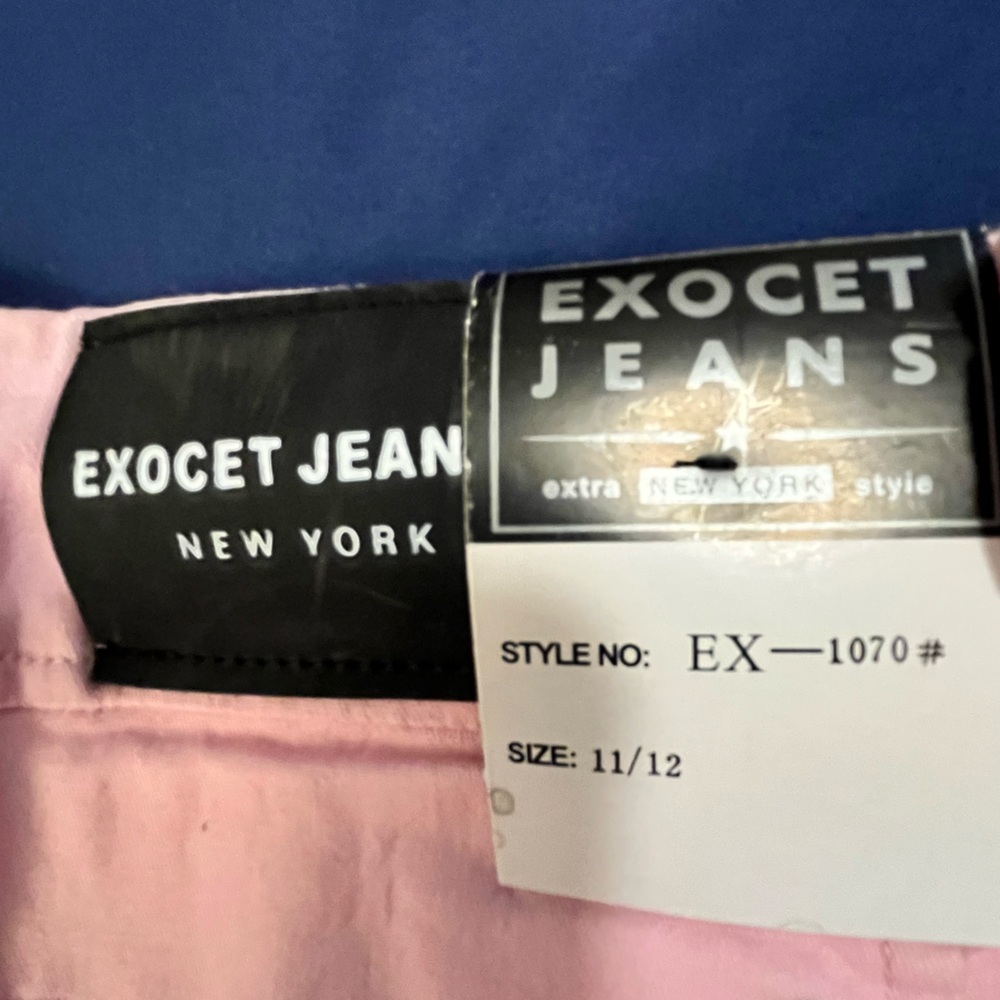 EXOCET JEAN
NEW YORK
EXOCET
JEANS
extra NEW YORK style
STYLE NO: EX—1070#
SIZE: 11/12